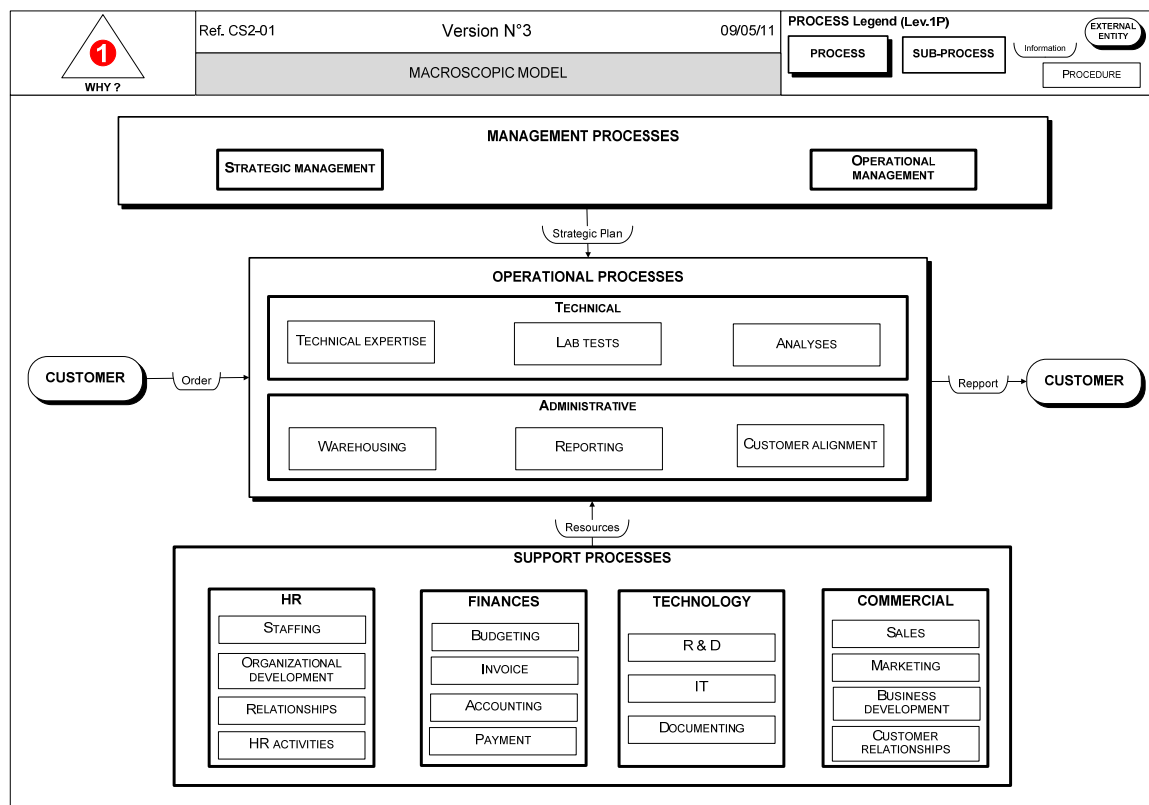 1
WHY ?
Ref. CS2-01
Version N°3
09/05/11
MACROSCOPIC MODEL
PROCESS Legend (Lev.1P)
PROCESS
SUB-PROCESS
Information
EXTERNAL
ENTITY
PROCEDURE
MANAGEMENT PROCESSES
STRATEGIC MANAGEMENT
OPERATIONAL
MANAGEMENT
Strategic Plan
OPERATIONAL PROCESSES
TECHNICAL
TECHNICAL EXPERTISE
LAB TESTS
ANALYSES
CUSTOMER
Order
Repport
CUSTOMER
ADMINISTRATIVE
WAREHOUSING
REPORTING
CUSTOMER ALIGNMENT
Resources
SUPPORT PROCESSES
HR
STAFFING
ORGANIZATIONAL
DEVELOPMENT
RELATIONSHIPS
HR ACTIVITIES
FINANCES
BUDGETING
INVOICE
ACCOUNTING
PAYMENT
TECHNOLOGY
R & D
IT
DOCUMENTING
COMMERCIAL
SALES
MARKETING
BUSINESS
DEVELOPMENT
CUSTOMER
RELATIONSHIPS